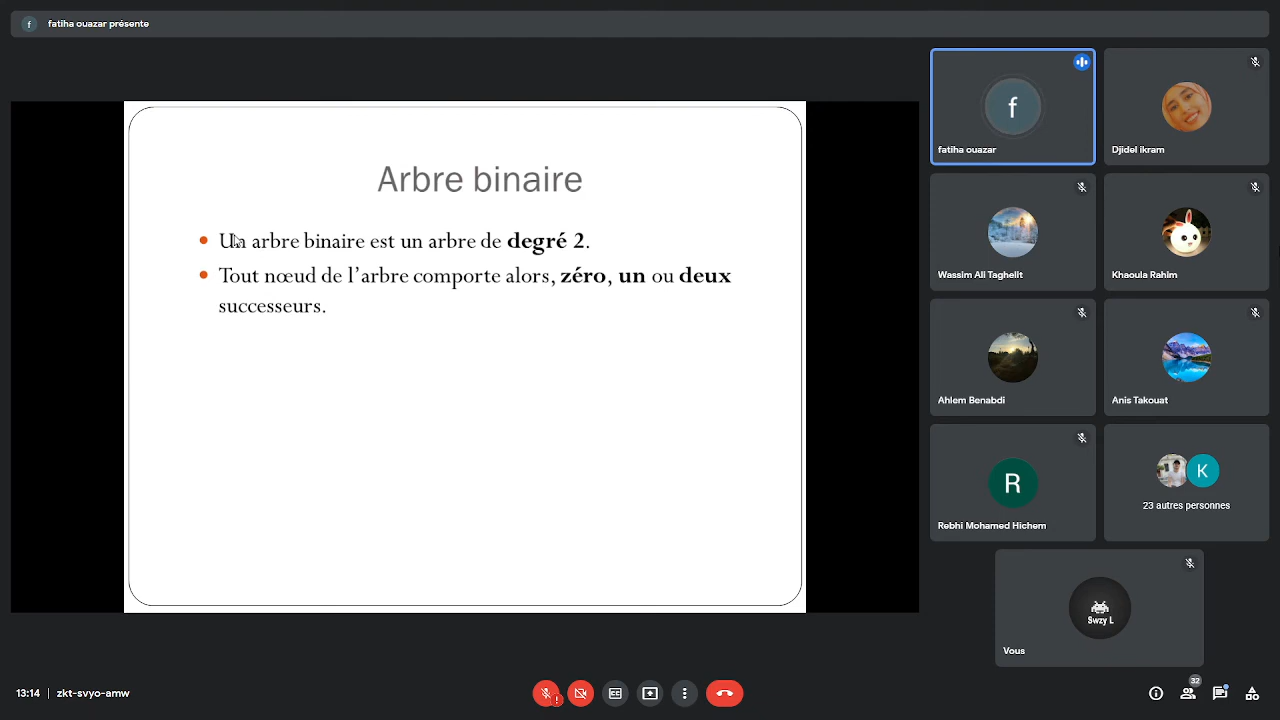 f fatiha ouazar présente
Arbre binaire
• Un arbre binaire est un arbre de degré 2.
• Tout nœud de l'arbre comporte alors, zéro, un ou deux
successeurs.
f
fatiha ouazar
Djidel ikram
Wassim Ali Taghelit
Khaoula Rahim
Ahlem Benabdi
Anis Takouat
R
Rebhi Mohamed Hichem
K
23 autres personnes
Swzy L
Vous
13:14 | zkt-svyo-amw
32